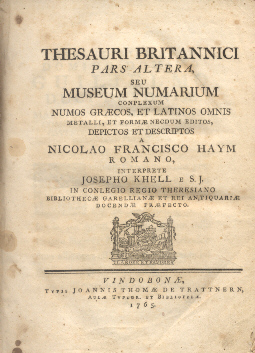 THESAURI BRITANNICI
PARS ALTERA,
SEU
MUSEUM NUMARIUM
COMPLEXUM
NUMOS GRÆCOS, ET LATINOS OMNIS
METALLI, ET FORMÆ NECDUM EDITOS,
DEPICTOS ET DESCRIPTOS
A
NICOLAO FRANCISCO HAYM
ROMANO,
INTERPRETE
JOSEPHO KHELL E S. J.
IN CONLEGIO REGIO THERESIANO
BIBLIOTHECÆ GARELLIANÆ ET REI ANTIQUARIÆ
DOCENDÆ PRÆFECTO.
VINDOBONÆ,
TYPIS JOANNIS THOMÆ DE TRATTNERN,
AULÆ TYPOGR. ET BIBLIOPOLÆ.
1765.